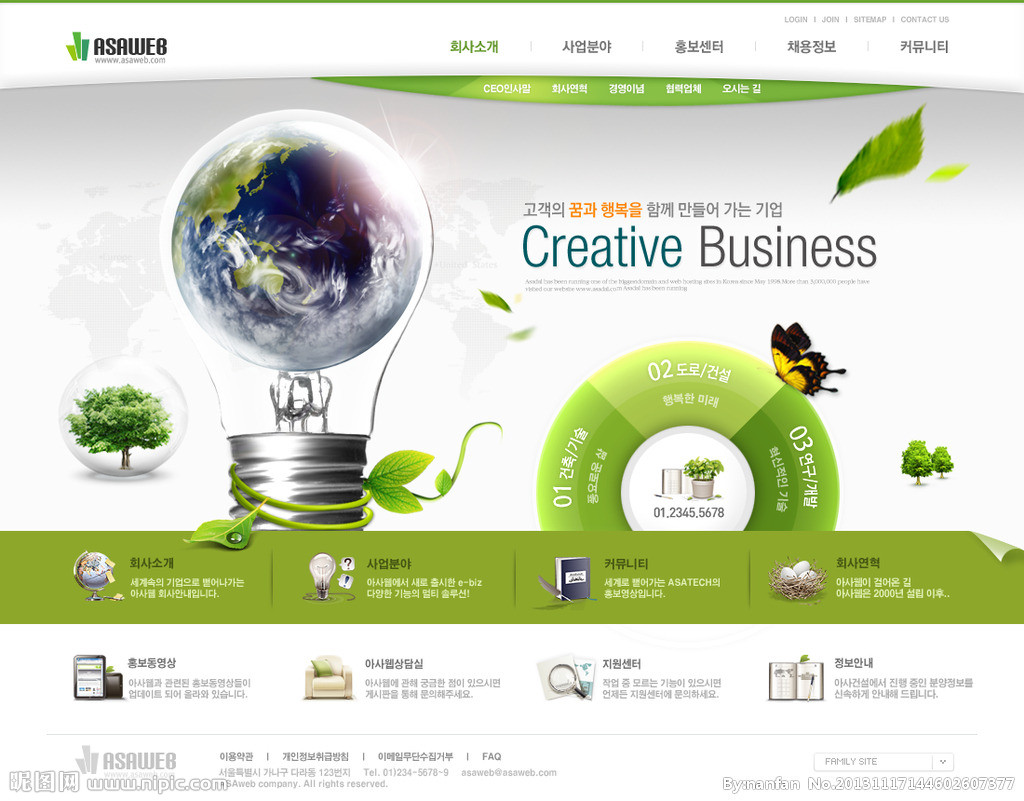 LOGIN | JOIN | SITEMAP | CONTACT US
ASAWEB
www.asaweb.com
회사소개 | 사업분야 | 홍보센터 | 채용정보 | 커뮤니티
CEO인사말 회사연혁 경영이념 협력업체 오시는 길
고객의 꿈과 행복을 함께 만들어 가는 기업
Creative Business
Asadal has been running one of the biggest domain and web hosting sites in Korea since May 1998. More than 3,000,000 people have
visited our website www.asadal.com Asadal has been running
01 건축/기술
02 도로/건설
행복한 미래
03 연구/개발
혁신적인 기술
01.2345.5678
회사소개
세계속의 기업으로 뻗어나가는
아사웹 회사안내입니다.
사업분야
아사웹에서 새로 출시한 e-biz
다양한 기능의 멀티 솔루션!
커뮤니티
세계로 뻗어가는 ASATECH의
홍보영상입니다.
회사연혁
아사웹이 걸어온 길
아사웹은 2000년 설립 이후..
홍보동영상
아사웹과 관련된 홍보동영상들이
업데이트 되어 올라와 있습니다.
아사웹상담실
아사웹에 관해 궁금한 점이 있으시면
게시판을 통해 문의해주세요.
지원센터
작업 중 모르는 기능이 있으시면
언제든 지원센터에 문의하세요.
정보안내
아사건설에서 진행 중인 분양정보를
신속하게 안내해 드립니다.
ASAWEB
이용약관 | 개인정보취급방침 | 이메일무단수집거부 | FAQ
서울특별시 가나구 다라동 123번지 Tel. 01)234-5678~9 asaweb@asaweb.com
ASAweb company. All rights reserved.
FAMILY SITE
昵图网 www.nipic.com
By:nanfan No.20131117144602607377